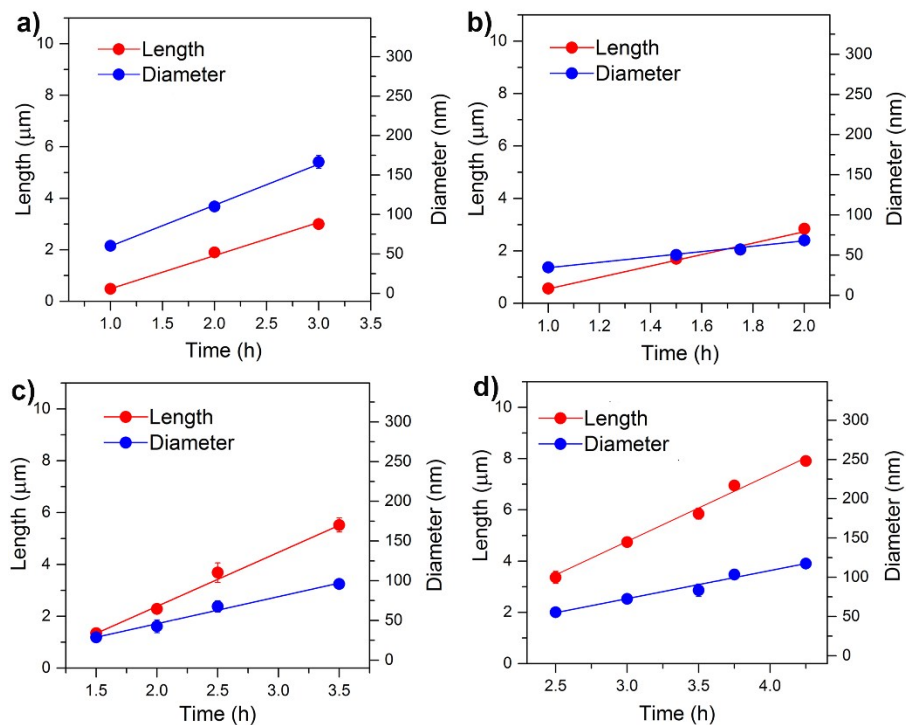 a)
Length
Diameter
Length (μm)
10
8
6
4
2
0
Diameter (nm)
300
250
200
150
100
50
0
1.0 1.5 2.0 2.5 3.0 3.5
Time (h)
b)
Length
Diameter
Length (μm)
10
8
6
4
2
0
Diameter (nm)
300
250
200
150
100
50
0
1.0 1.2 1.4 1.6 1.8 2.0
Time (h)
c)
Length
Diameter
Length (μm)
10
8
6
4
2
0
Diameter (nm)
300
250
200
150
100
50
0
1.5 2.0 2.5 3.0 3.5
Time (h)
d)
Length
Diameter
Length (μm)
10
8
6
4
2
0
Diameter (nm)
300
250
200
150
100
50
0
2.5 3.0 3.5 4.0
Time (h)